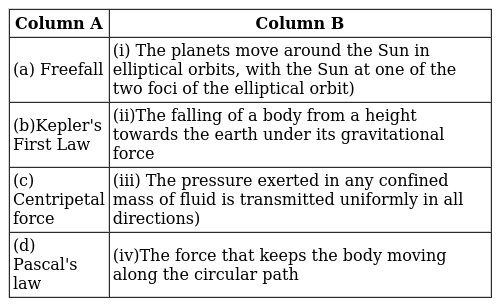 Column A Column B
(a) Freefall
(i) The planets move around the Sun in
elliptical orbits, with the Sun at one of the
two foci of the elliptical orbit)
(b)Kepler's
First Law
(ii)The falling of a body from a height
towards the earth under its gravitational
force
(c)
Centripetal
force
(iii) The pressure exerted in any confined
mass of fluid is transmitted uniformly in all
directions)
(d)
Pascal's
law
(iv)The force that keeps the body moving
along the circular path